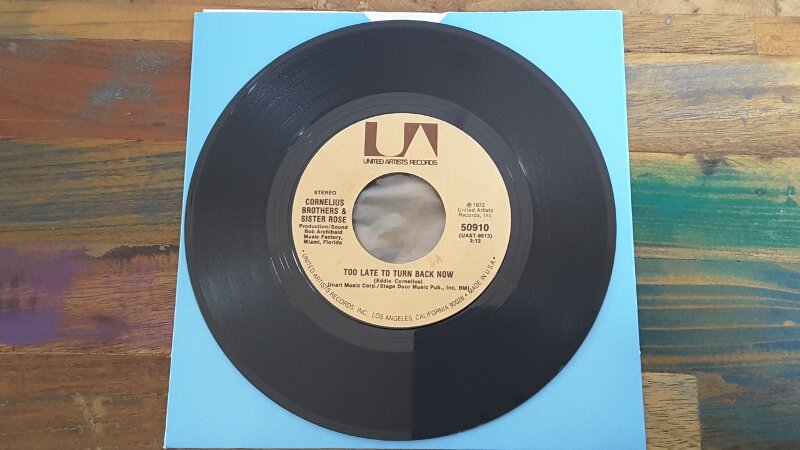 UA
UNITED ARTISTS RECORDS
STEREO
CORNELIUS
BROTHERS &
SISTER ROSE
Production/Sound
Bob Archibald
Music Factory,
Miami, Florida
℗ 1972
United Artists
Records, Inc.
50910
(UAST-9513)
3:12
TOO LATE TO TURN BACK NOW
(Eddie Cornelius)
Unart Music Corp./Stage Door Music Pub., Inc. BMI
• UNITED ARTISTS RECORDS, INC., LOS ANGELES, CALIFORNIA 90028 • MADE IN U.S.A. •